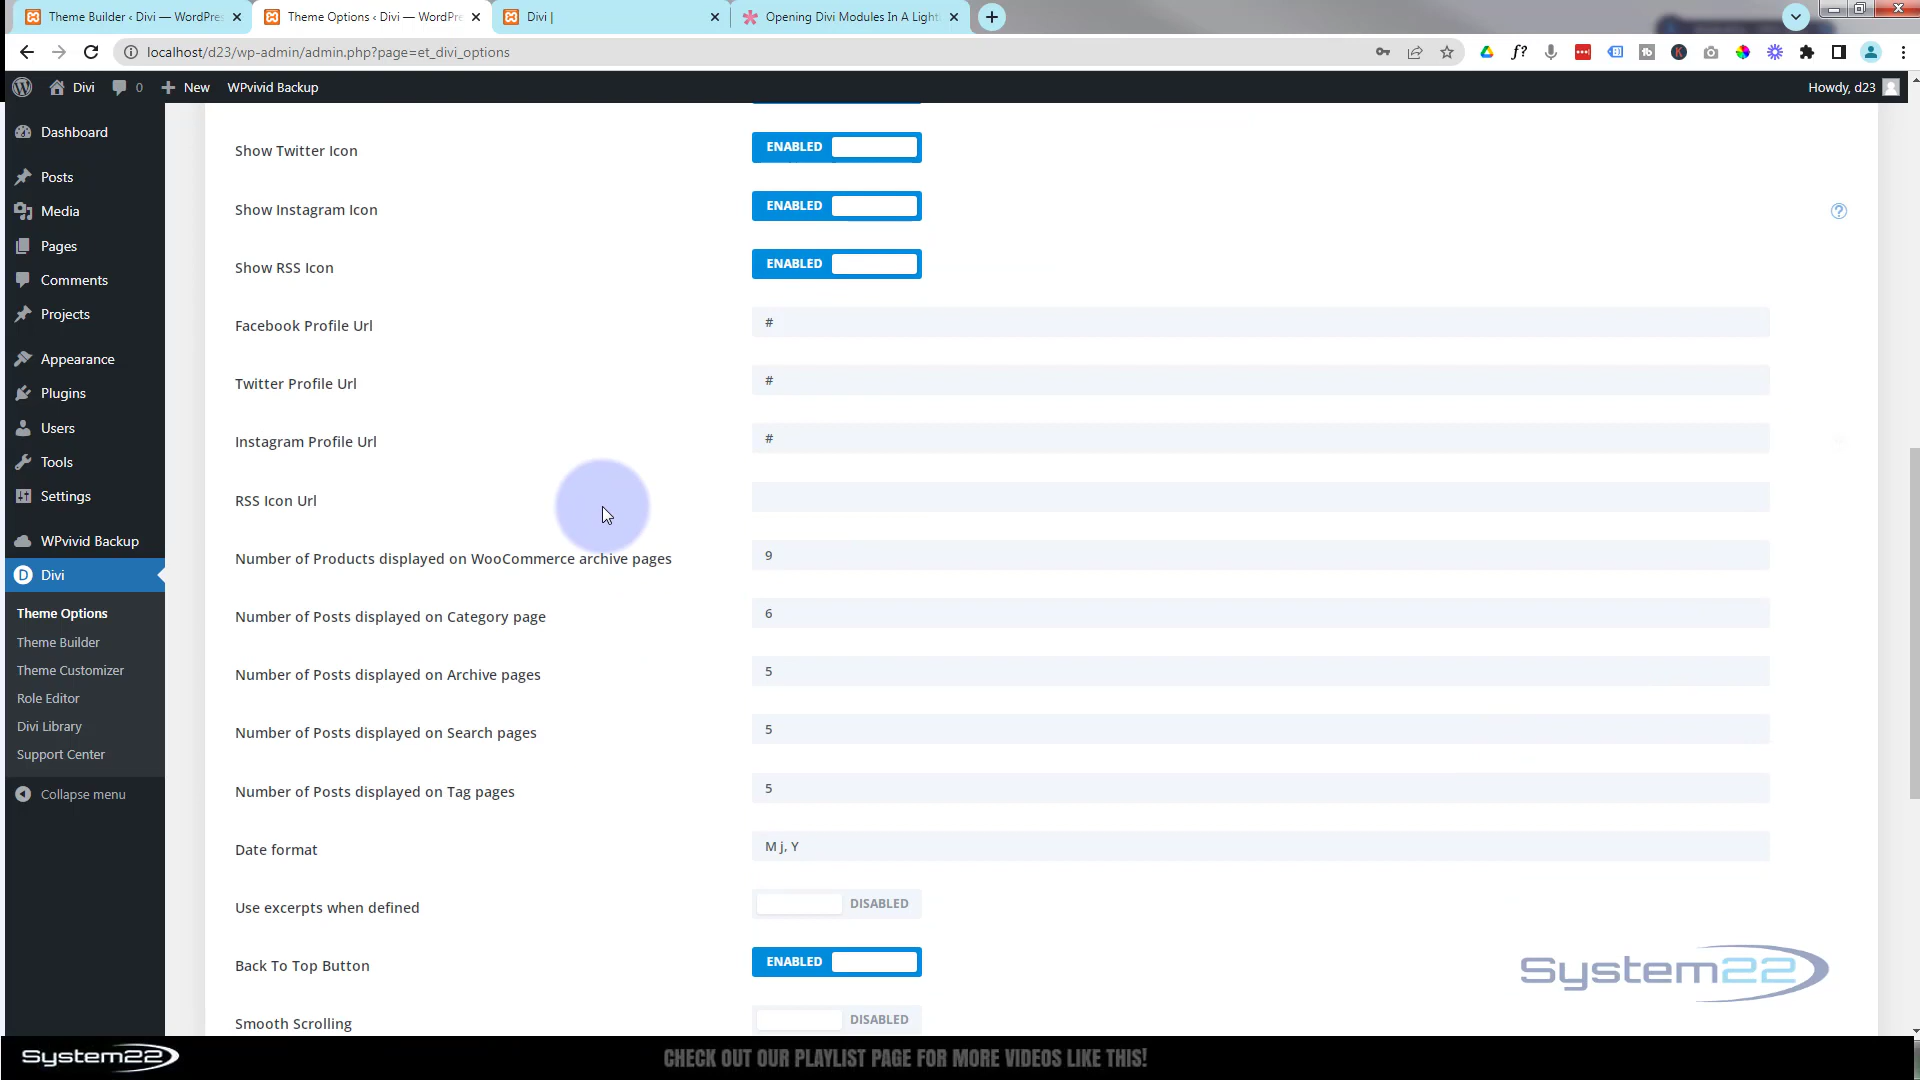 Theme Builder ‹ Divi — WordPre
Theme Options ‹ Divi — WordPre
Divi |
Opening Divi Modules In A Light
localhost/d23/wp-admin/admin.php?page=et_divi_options
Divi
0
New
WPvivid Backup
Howdy, d23
Dashboard
Posts
Media
Pages
Comments
Projects
Appearance
Plugins
Users
Tools
Settings
WPvivid Backup
Divi
Theme Options
Theme Builder
Theme Customizer
Role Editor
Divi Library
Support Center
Collapse menu
Show Twitter Icon
ENABLED
Show Instagram Icon
ENABLED
Show RSS Icon
ENABLED
Facebook Profile Url
#
Twitter Profile Url
#
Instagram Profile Url
#
RSS Icon Url
Number of Products displayed on WooCommerce archive pages
9
Number of Posts displayed on Category page
6
Number of Posts displayed on Archive pages
5
Number of Posts displayed on Search pages
5
Number of Posts displayed on Tag pages
5
Date format
M j, Y
Use excerpts when defined
DISABLED
Back To Top Button
ENABLED
Smooth Scrolling
DISABLED
System22
System22
CHECK OUT OUR PLAYLIST PAGE FOR MORE VIDEOS LIKE THIS!